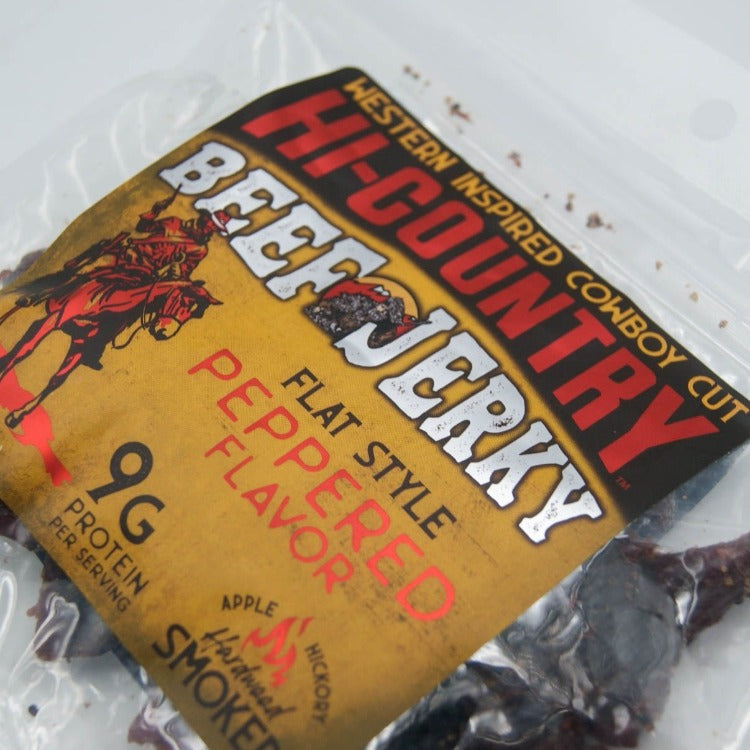 WESTERN INSPIRED COWBOY CUT
HI-COUNTRY™
BEEF JERKY
FLAT STYLE
PEPPERED
FLAVOR
9G
PROTEIN
PER SERVING
APPLE HICKORY
Hardwood
SMOKED